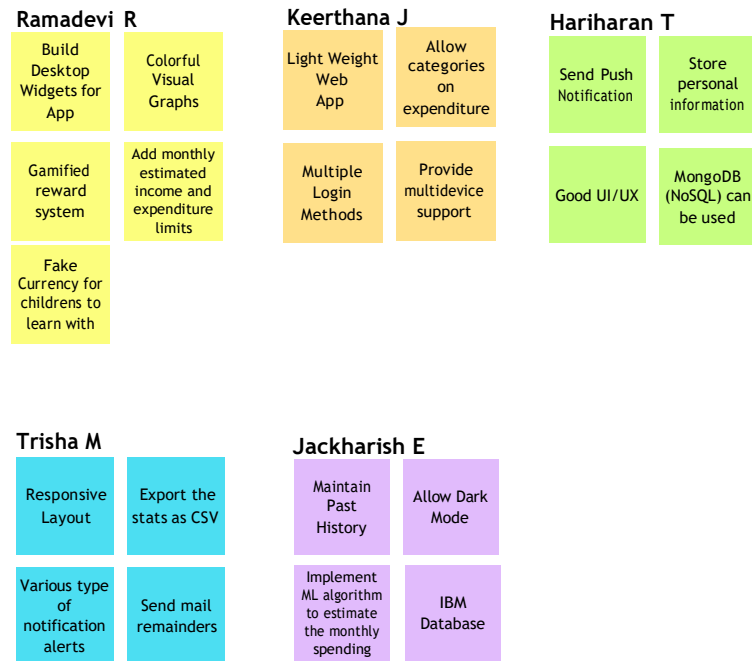 Ramadevi R
Build
Desktop
Widgets for
App
Colorful
Visual
Graphs
Gamified
reward
system
Add monthly
estimated
income and
expenditure
limits
Fake
Currency for
childrens to
learn with
Keerthana J
Light Weight
Web
App
Allow
categories
on
expenditure
Multiple
Login
Methods
Provide
multidevice
support
Hariharan T
Send Push
Notification
Store
personal
information
Good UI/UX
MongoDB
(NoSQL) can
be used
Trisha M
Responsive
Layout
Export the
stats as CSV
Various type
of
notification
alerts
Send mail
remainders
Jackharish E
Maintain
Past
History
Allow Dark
Mode
Implement
ML algorithm
to estimate
the monthly
spending
IBM
Database